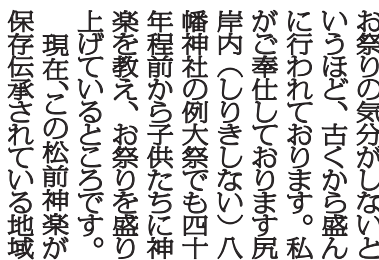 お祭りの気分がしないと
いうほど、古くから盛ん
に行われております。私
がご奉仕しております尻
岸内（しりきしない）八
幡神社の例大祭でも四十
年程前から子供たちに神
楽を教え、お祭りを盛り
上げているところです。
　現在、この松前神楽が
保存伝承されている地域